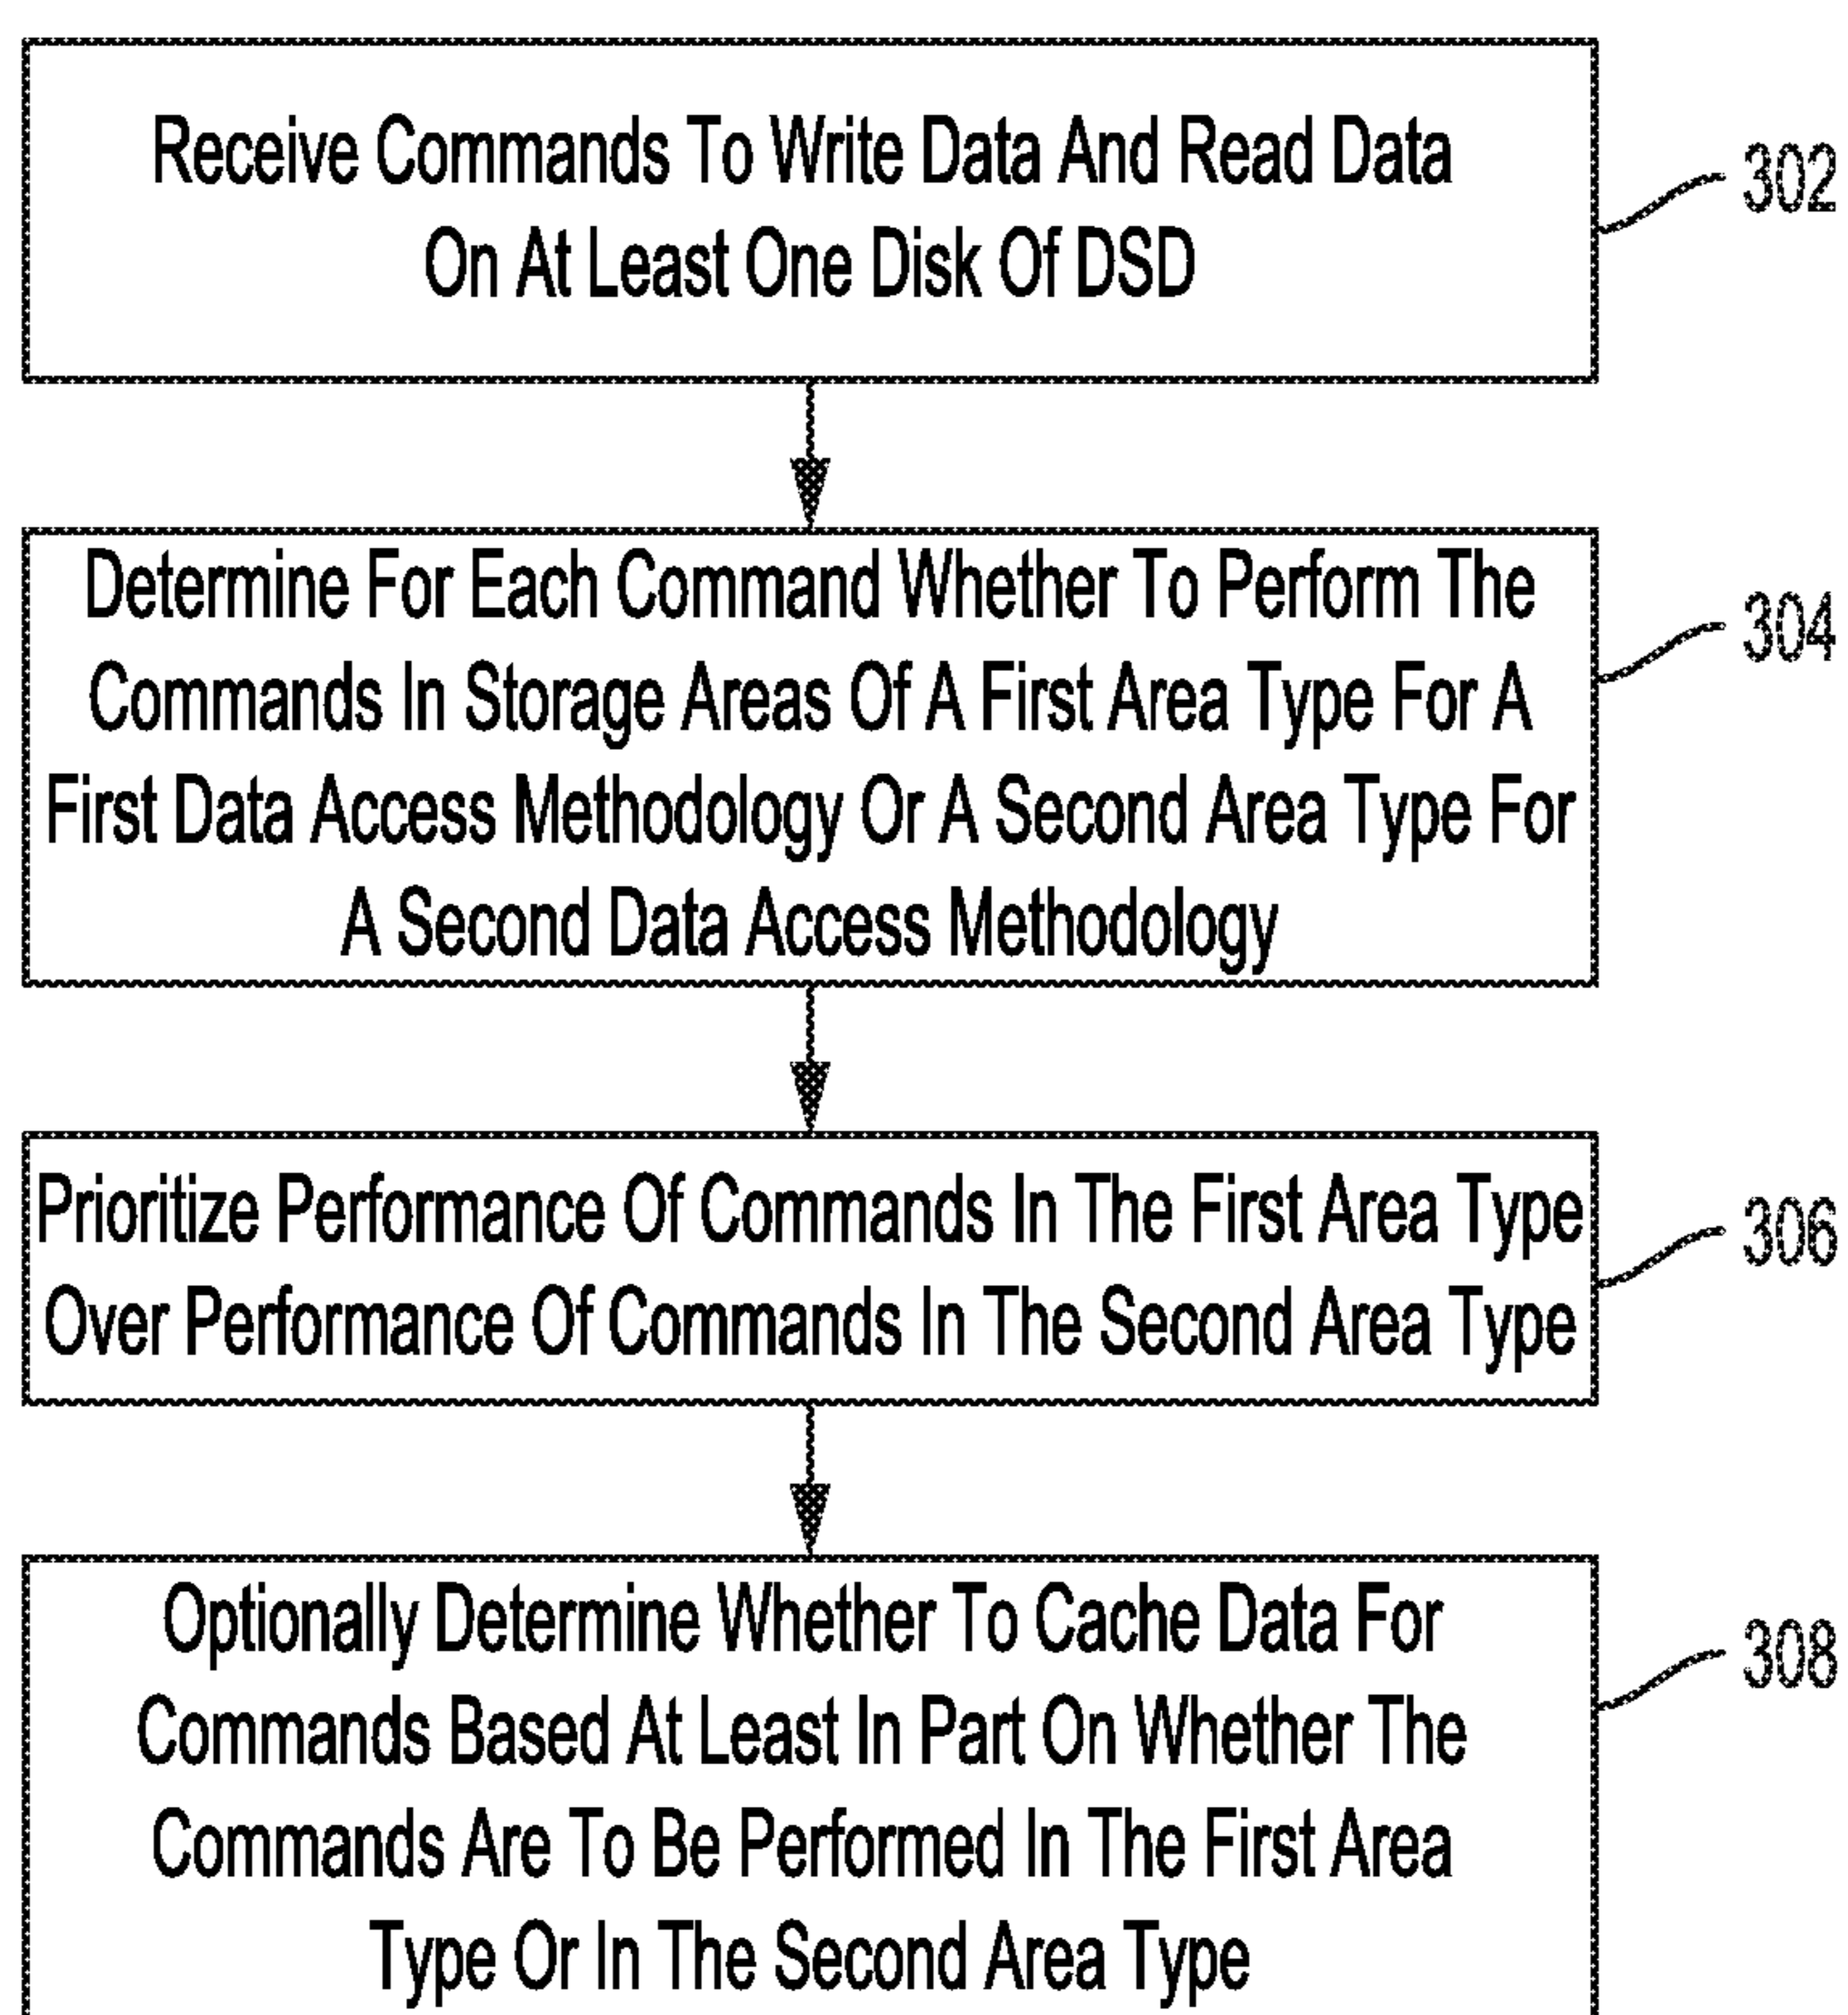 Receive Commands To Write Data And Read Data
On At Least One Disk Of DSD
302
Determine For Each Command Whether To Perform The
Commands In Storage Areas Of A First Area Type For A
First Data Access Methodology Or A Second Area Type For
A Second Data Access Methodology
304
Prioritize Performance Of Commands In The First Area Type
Over Performance Of Commands In The Second Area Type
306
Optionally Determine Whether To Cache Data For
Commands Based At Least In Part On Whether The
Commands Are To Be Performed In The First Area
Type Or In The Second Area Type
308